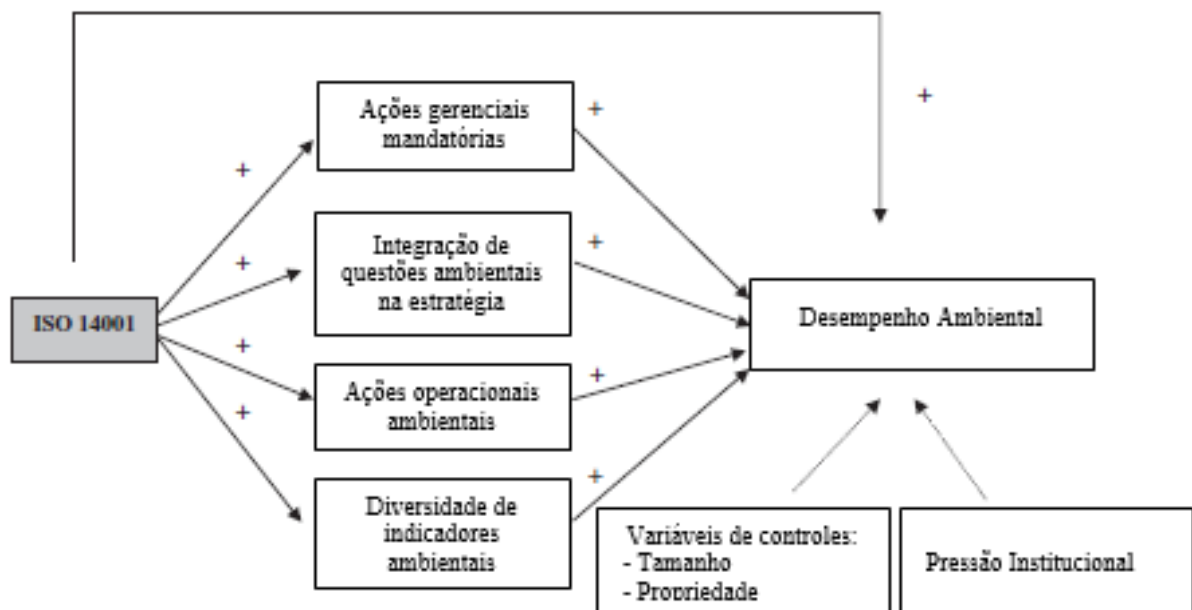 +
Ações gerenciais
mandatórias
+
+
Integração de
questões ambientais
na estratégia
+
+
ISO 14001
Desempenho Ambiental
+
Ações operacionais
ambientais
+
+
Diversidade de
indicadores
ambientais
+
Variáveis de controles:
- Tamanho
- Propriedade
Pressão Institucional